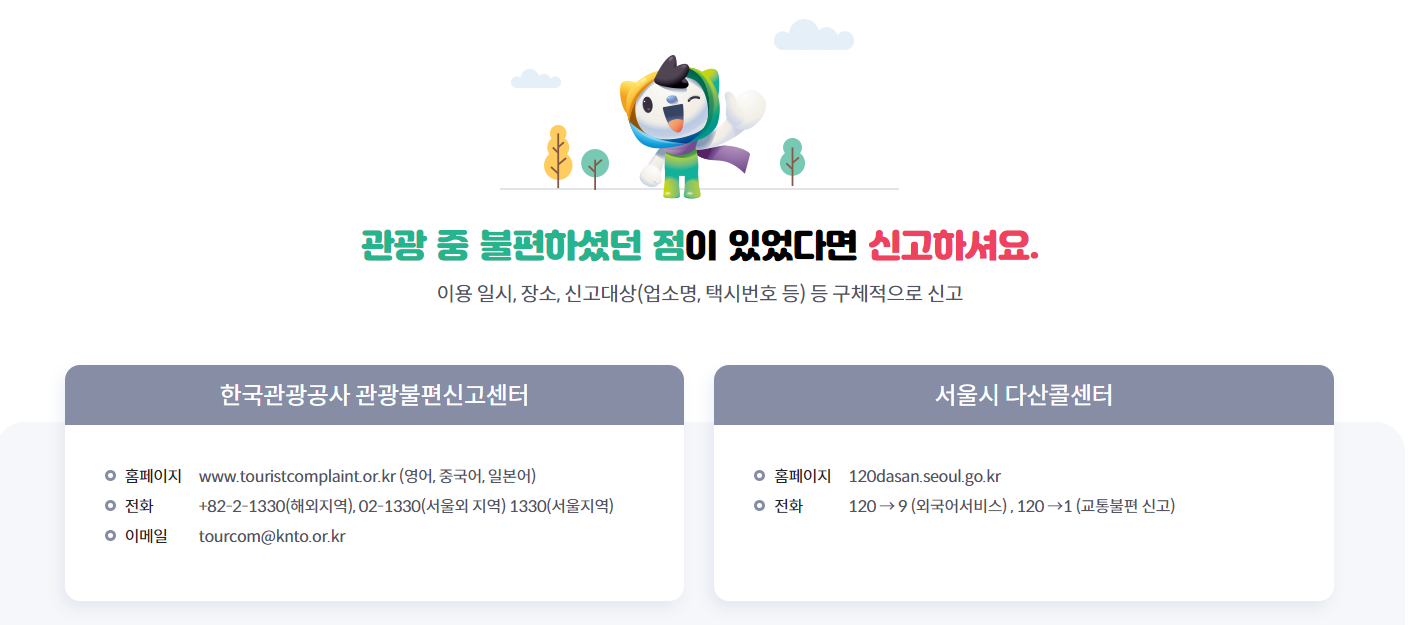 관광 중 불편하셨던 점이 있었다면 신고하셔요.
이용 일시, 장소, 신고대상(업소명, 택시번호 등) 등 구체적으로 신고
한국관광공사 관광불편신고센터
홈페이지 www.touristcomplaint.or.kr (영어, 중국어, 일본어)
전화 +82-2-1330(해외지역), 02-1330(서울외 지역) 1330(서울지역)
이메일 tourcom@knto.or.kr
서울시 다산콜센터
홈페이지 120dasan.seoul.go.kr
전화 120 → 9 (외국어서비스) , 120 →1 (교통불편 신고)